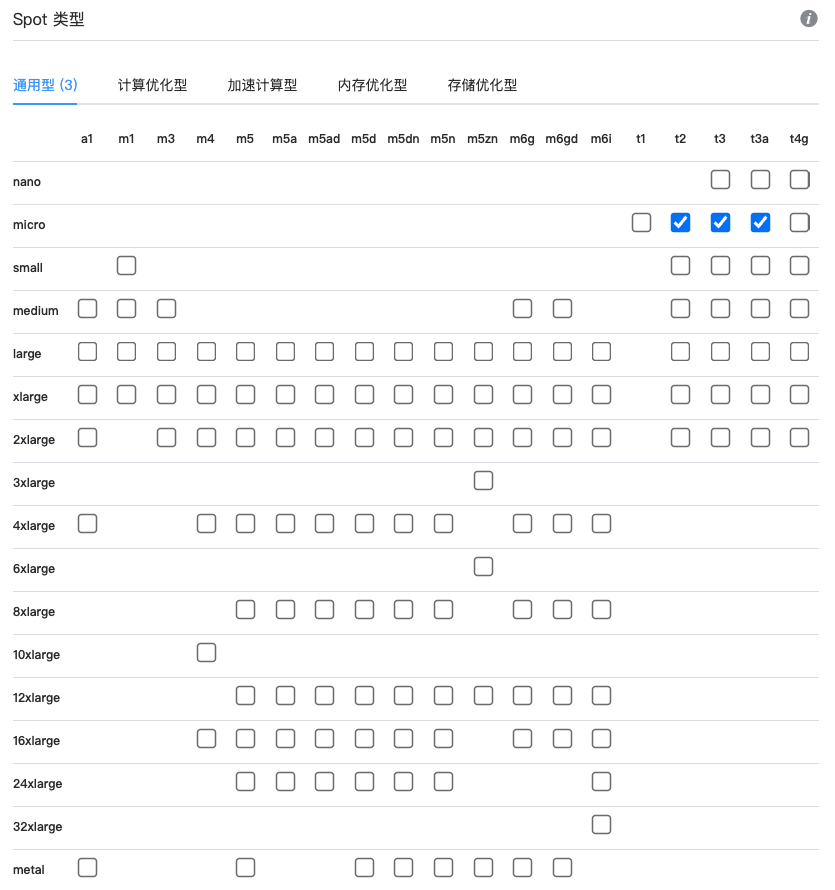 Spot 类型
通用型 (3) 计算优化型 加速计算型 内存优化型 存储优化型
a1 m1 m3 m4 m5 m5a m5ad m5d m5dn m5n m5zn m6g m6gd m6i t1 t2 t3 t3a t4g
nano
micro
small
medium
large
xlarge
2xlarge
3xlarge
4xlarge
6xlarge
8xlarge
10xlarge
12xlarge
16xlarge
24xlarge
32xlarge
metal